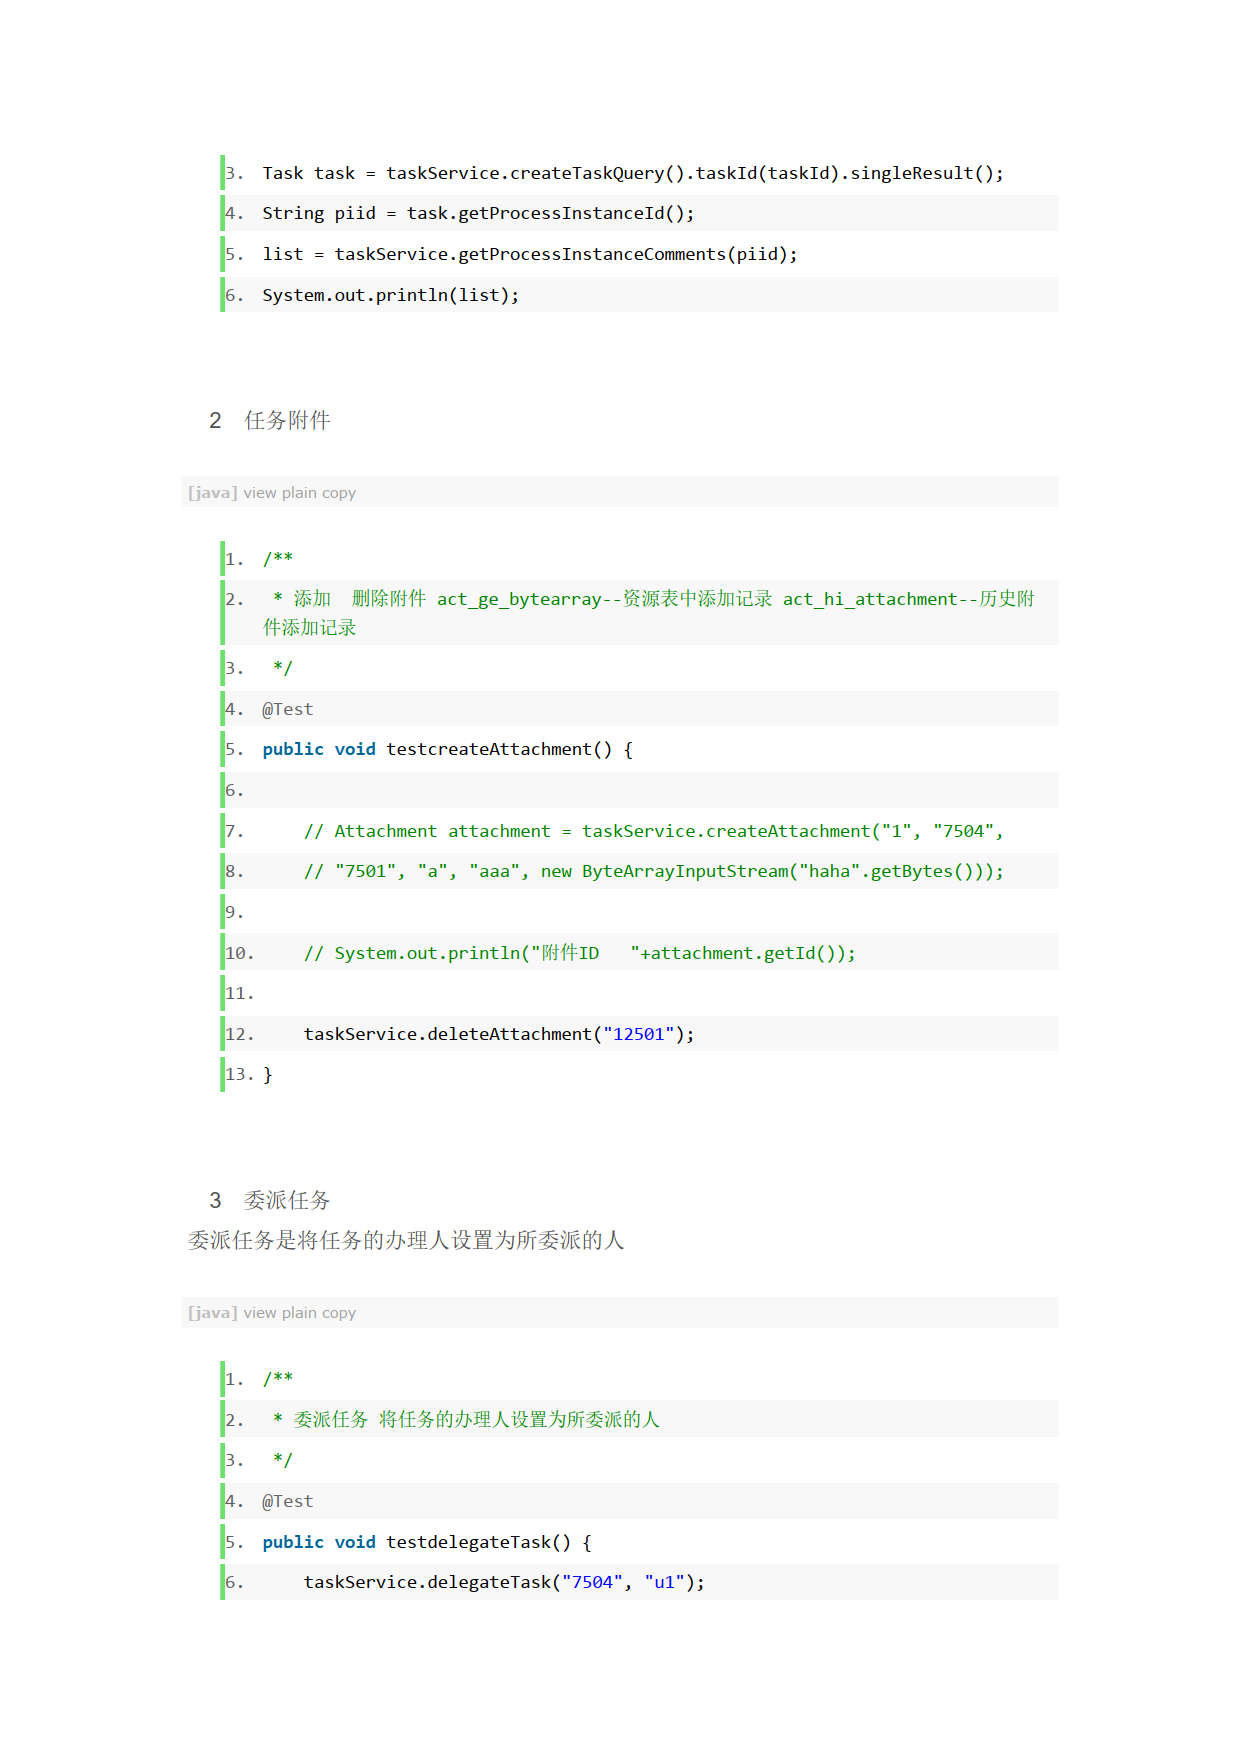 3. Task task = taskService.createTaskQuery().taskId(taskId).singleResult();
4. String piid = task.getProcessInstanceId();
5. list = taskService.getProcessInstanceComments(piid);
6. System.out.println(list);
2 任务附件
[java] view plain copy
1. /**
2. * 添加  删除附件 act_ge_bytearray--资源表中添加记录 act_hi_attachment--历史附
件添加记录
3. */
4. @Test
5. public void testcreateAttachment() {
6.
7. // Attachment attachment = taskService.createAttachment("1", "7504",
8. // "7501", "a", "aaa", new ByteArrayInputStream("haha".getBytes()));
9.
10. // System.out.println("附件ID   "+attachment.getId());
11.
12. taskService.deleteAttachment("12501");
13. }
3 委派任务
委派任务是将任务的办理人设置为所委派的人
[java] view plain copy
1. /**
2. * 委派任务 将任务的办理人设置为所委派的人
3. */
4. @Test
5. public void testdelegateTask() {
6. taskService.delegateTask("7504", "u1");